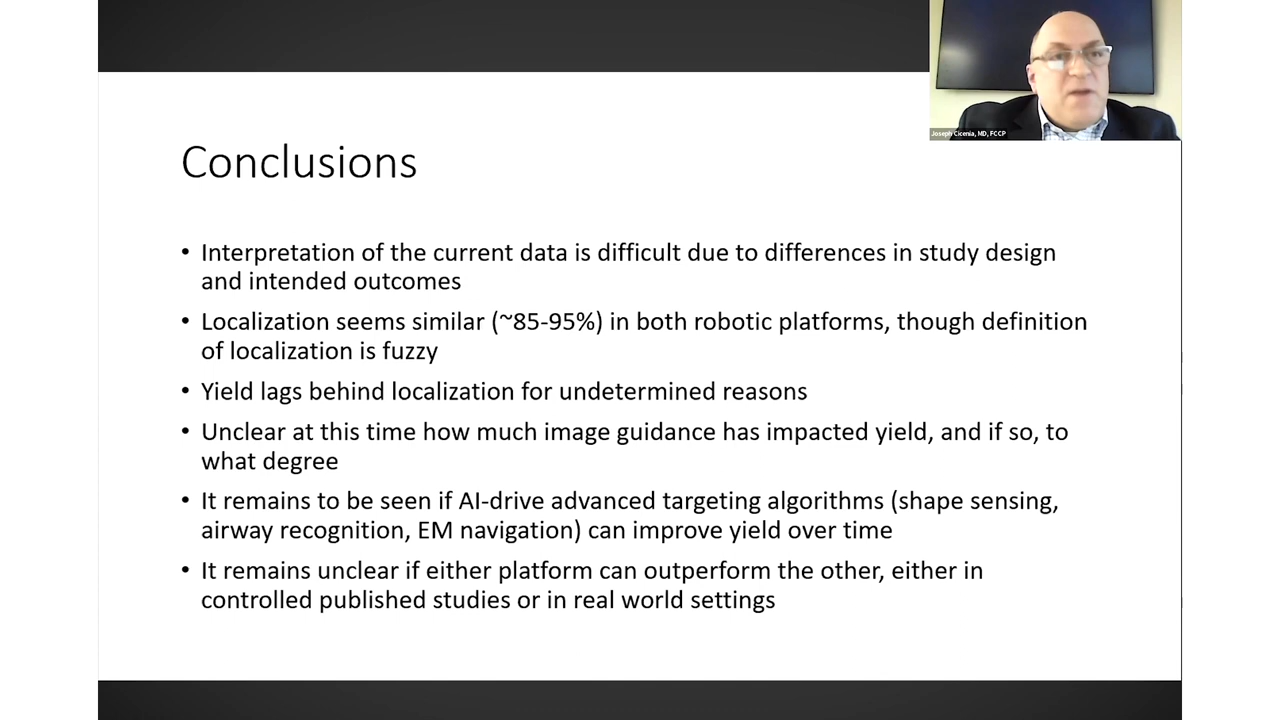 Joseph Cicenia, MD, FCCP
Conclusions
• Interpretation of the current data is difficult due to differences in study design
and intended outcomes
• Localization seems similar (~85-95%) in both robotic platforms, though definition
of localization is fuzzy
• Yield lags behind localization for undetermined reasons
• Unclear at this time how much image guidance has impacted yield, and if so, to
what degree
• It remains to be seen if AI-drive advanced targeting algorithms (shape sensing,
airway recognition, EM navigation) can improve yield over time
• It remains unclear if either platform can outperform the other, either in
controlled published studies or in real world settings